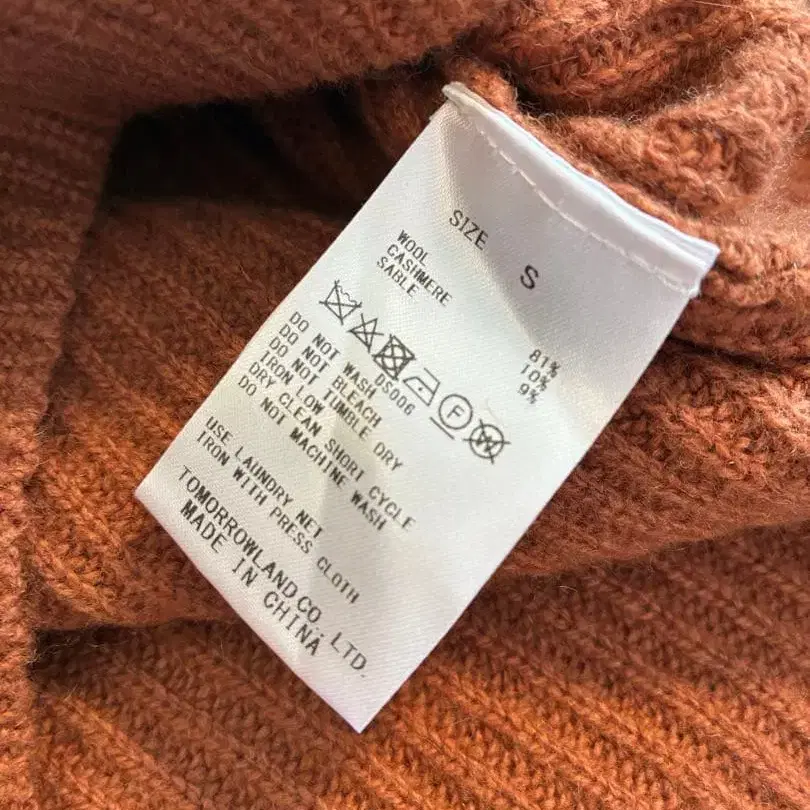 SIZE S
WOOL 81%
CASHMERE 10%
SABLE 9%
F W
DO NOT WASH DS006
DO NOT BLEACH
DO NOT TUMBLE DRY
IRON LOW
DRY CLEAN SHORT CYCLE
DO NOT MACHINE WASH
USE LAUNDRY NET
IRON WITH PRESS CLOTH
TOMORROWLAND CO., LTD.
MADE IN CHINA